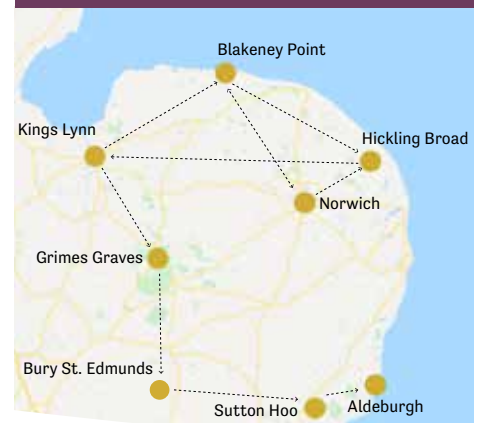 Blakeney Point
Kings Lynn
Hickling Broad
Norwich
Grimes Graves
Bury St. Edmunds
Sutton Hoo
Aldeburgh